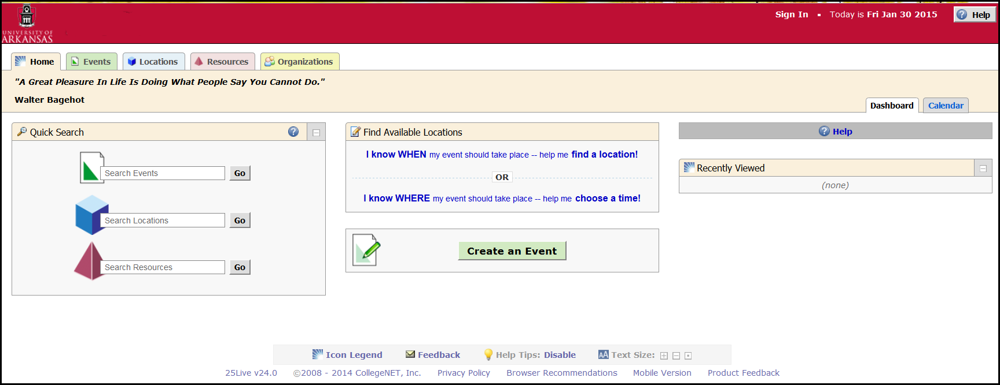 UNIVERSITY OF
ARKANSAS
Sign In ▪ Today is Fri Jan 30 2015
Help
Home
Events
Locations
Resources
Organizations
"A Great Pleasure In Life Is Doing What People Say You Cannot Do."
Walter Bagehot
Dashboard
Calendar
Quick Search
Search Events
Go
Search Locations
Go
Search Resources
Go
Find Available Locations
I know WHEN my event should take place -- help me find a location!
OR
I know WHERE my event should take place -- help me choose a time!
Create an Event
Help
Recently Viewed
(none)
Icon Legend
Feedback
Help Tips: Disable
AA Text Size:
25Live v24.0
©2008 - 2014 CollegeNET, Inc.
Privacy Policy
Browser Recommendations
Mobile Version
Product Feedback